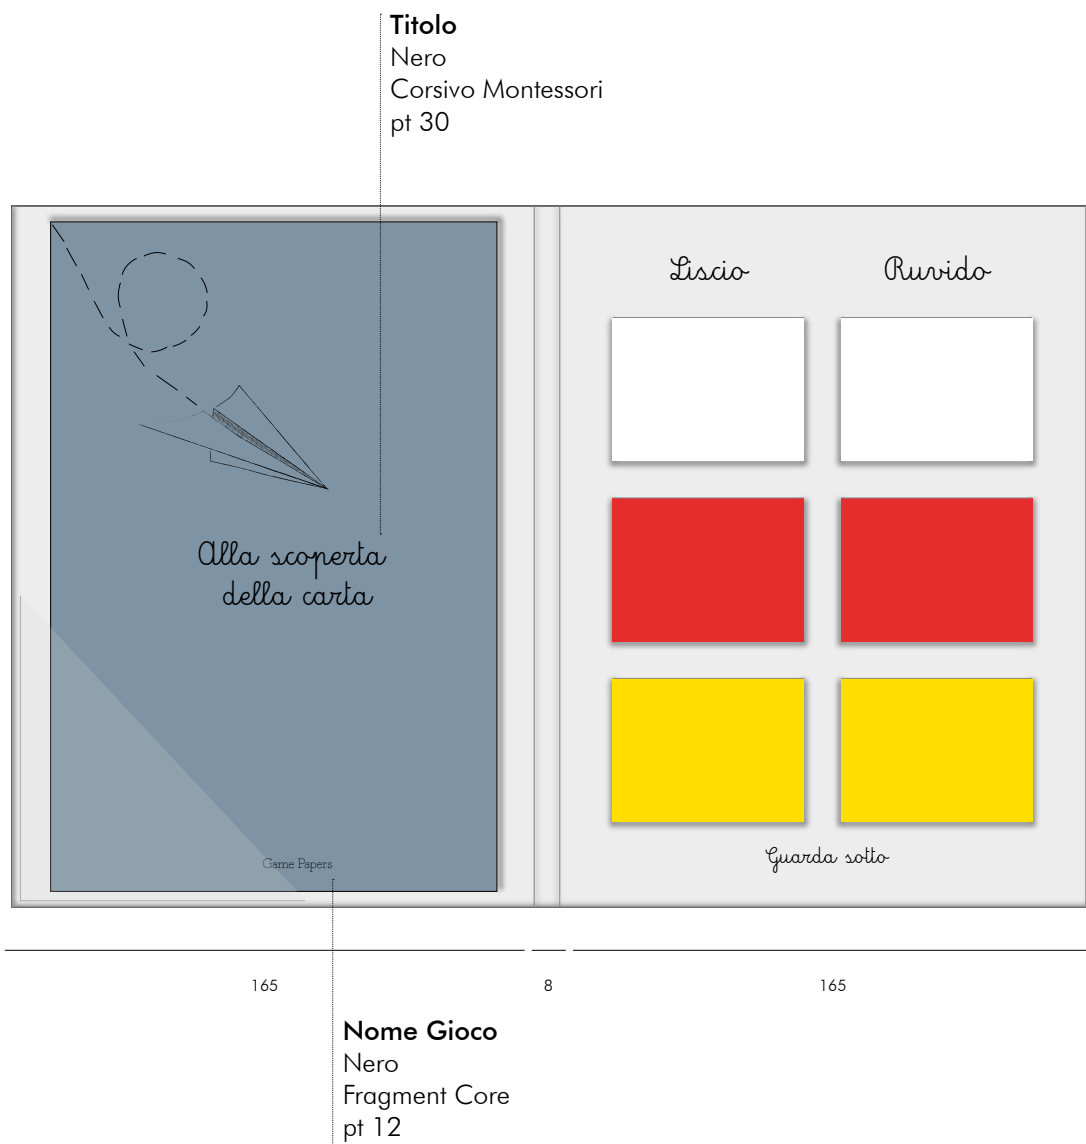 Titolo
Nero
Corsivo Montessori
pt 30
Liscio
Ruvido
Alla scoperta
della carta
Game Papers
Guarda sotto
165
8
165
Nome Gioco
Nero
Fragment Core
pt 12